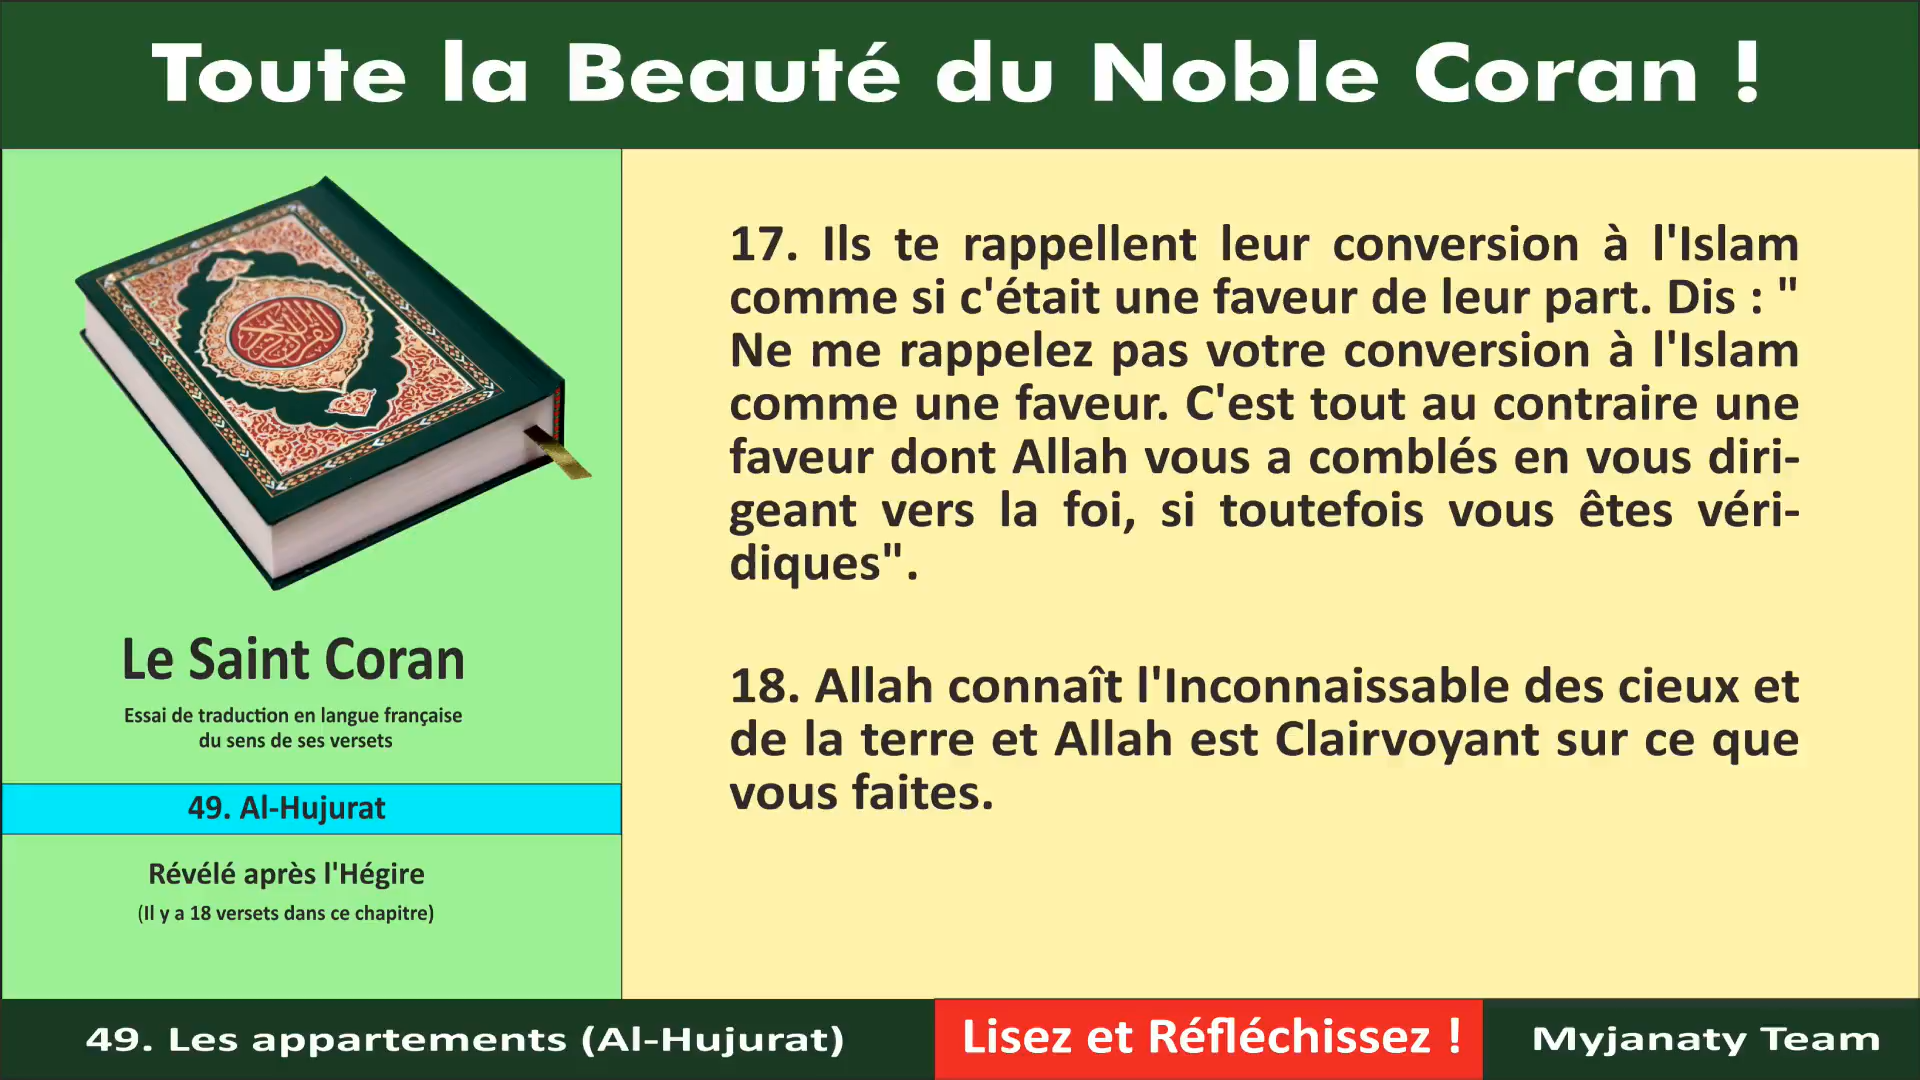 Toute la Beauté du Noble Coran !
Le Saint Coran
Essai de traduction en langue française
du sens de ses versets
49. Al-Hujurat
Révélé après l'Hégire
(Il y a 18 versets dans ce chapitre)
17. Ils te rappellent leur conversion à l'Islam
comme si c'était une faveur de leur part. Dis : "
Ne me rappelez pas votre conversion à l'Islam
comme une faveur. C'est tout au contraire une
faveur dont Allah vous a comblés en vous diri-
geant vers la foi, si toutefois vous êtes véri-
diques".
18. Allah connaît l'Inconnaissable des cieux et
de la terre et Allah est Clairvoyant sur ce que
vous faites.
49. Les appartements (Al-Hujurat)
Lisez et Réfléchissez !
Myjanaty Team